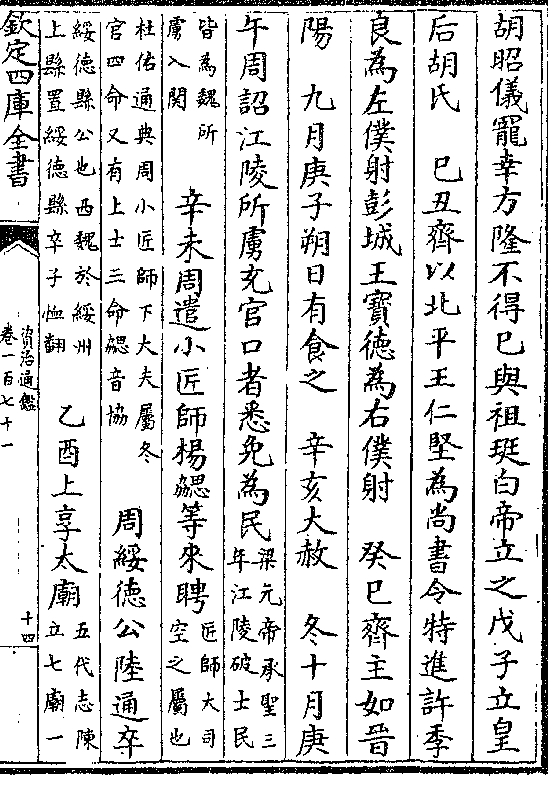 胡昭儀寵幸方隆不得已與祖珽白帝立之戊子立皇
后胡氏　己丑齊以北平王仁堅為尚書令特進許季
良為左僕射彭城王寶徳為右僕射　癸巳齊主如晉
陽　九月庚子朔日有食之　辛亥大赦　冬十月庚
午周詔江陵所虜充官口者悉免為民梁元帝承聖三
年江陵破士民
皆為魏所
虜入関　辛未周遣小匠師楊勰等來聘匠師大司
空之屬也
杜佑通典周小匠師下大夫屬冬
官四命又有上士三命勰音協　周綏德公陸通卒
綏徳縣公也西魏於綏州
上縣置綏徳縣卒子恤翻　乙酉上享太廟五代志陳
立七廟一
欽定四庫全書
資治通鑑
卷一百七十一
十四